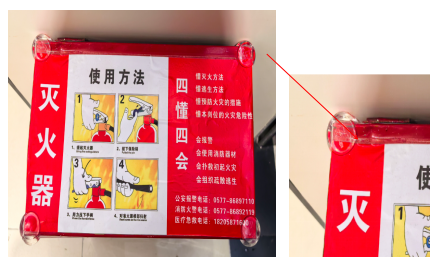 灭火器
使用方法
1
2
3
4
四懂四会
懂灭火方法
懂逃生方法
懂预防火灾的措施
懂本岗位的火灾危险性
会报警
会使用消防器材
会扑救初起火灾
会组织疏散逃生
公安报警电话: 0577-86897110
消防火警电话: 0577-86892119
医疗急救电话:
灭
使
1